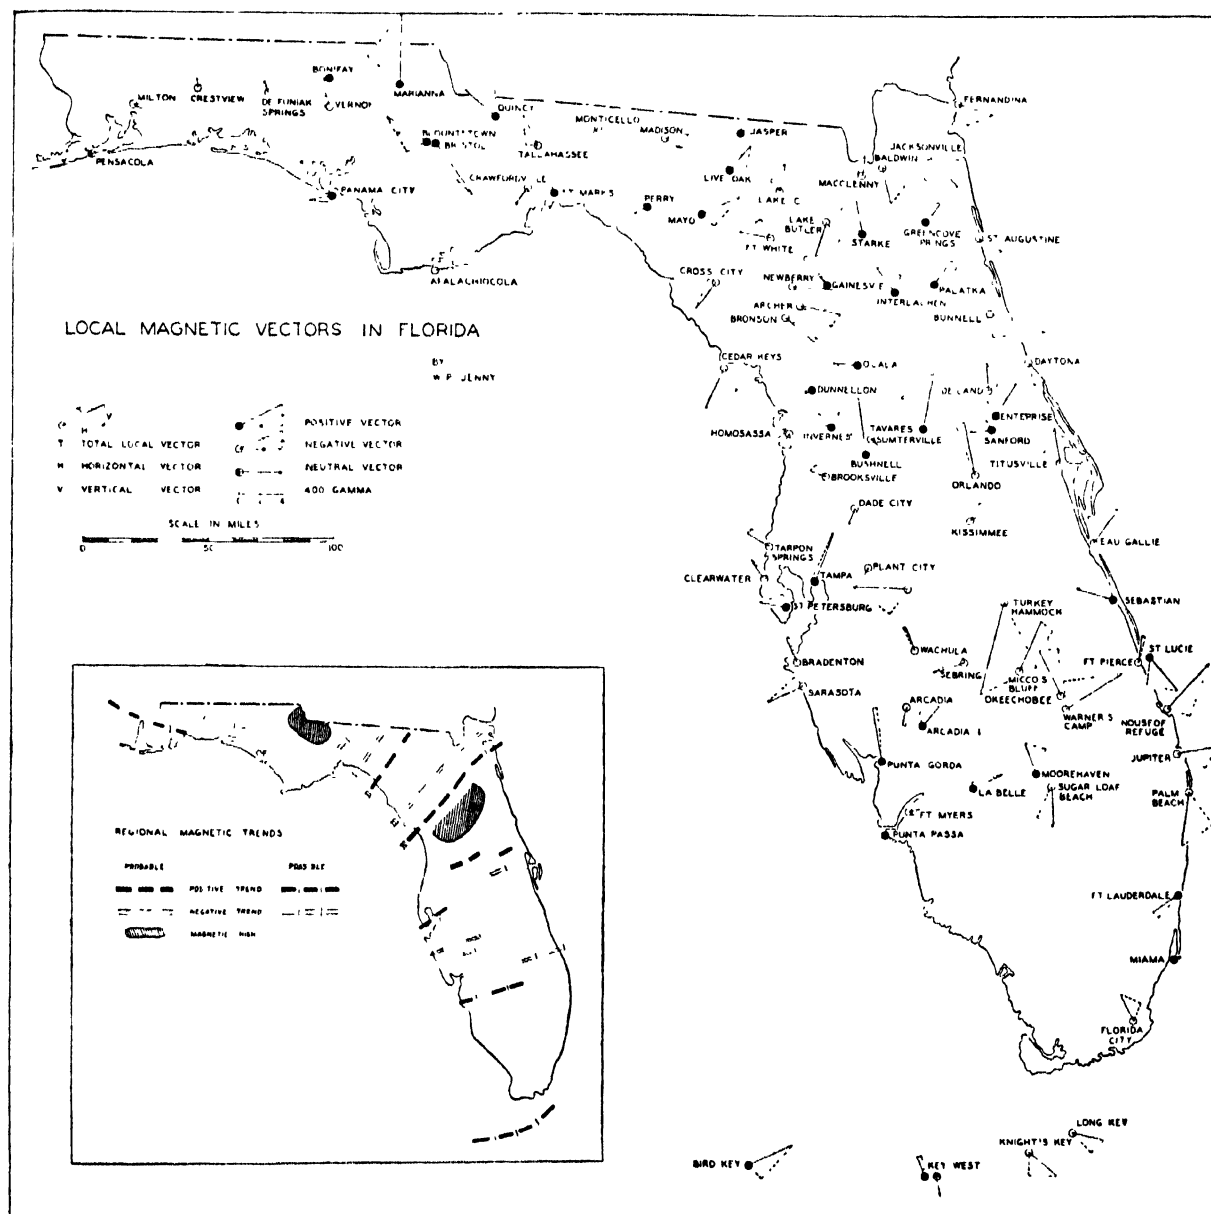 BONIFAY
MARIANNA
MILTON
CRESTVIEW
DE FUNIAK
SPRINGS
VERNON
QUINCY
MONTICELLO
MADISON
JASPER
FERNANDINA
PENSACOLA
BLOUNTSTOWN
BRISTOL
TALLAHASSEE
JACKSONVILLE
BALDWIN
MACCLENNY
LIVE OAK
PANAMA CITY
CRAWFORDVILLE
ST MARKS
PERRY
MAYO
LAKE C
LAKE
BUTLER
STARKE
GREENCOVE
SPRINGS
ST AUGUSTINE
FT WHITE
APALACHICOLA
CROSS CITY
NEWBERRY
GAINESVILLE
INTERLACHEN
PALATKA
ARCHER
BRONSON
BUNNELL
LOCAL MAGNETIC VECTORS IN FLORIDA
BY
W P JENNY
CEDAR KEYS
OCALA
DAYTONA
DUNNELLON
DE LAND
ENTERPRISE
HOMOSASSA
INVERNESS
TAVARES
SUMTERVILLE
SANFORD
BUSHNELL
BROOKSVILLE
TITUSVILLE
ORLANDO
T TOTAL LOCAL VECTOR
H HORIZONTAL VECTOR
V VERTICAL VECTOR
POSITIVE VECTOR
NEGATIVE VECTOR
NEUTRAL VECTOR
400 GAMMA
SCALE IN MILES
0 50 100
DADE CITY
KISSIMMEE
EAU GALLIE
TARPON
SPRINGS
CLEARWATER
TAMPA
PLANT CITY
ST PETERSBURG
SEBASTIAN
TURKEY
HAMMOCK
WACHULA
SEBRING
MICCO'S
BLUFF
FT PIERCE
ST LUCIE
BRADENTON
SARASOTA
OKEECHOBEE
ARCADIA
ARCADIA
WARNER'S
CAMP
HOUSE OF
REFUGE
JUPITER
PUNTA GORDA
MOOREHAVEN
LA BELLE
SUGAR LOAF
BEACH
PALM
BEACH
FT MYERS
PUNTA PASSA
REGIONAL MAGNETIC TRENDS
PROBABLE
POSSIBLE
POSITIVE TREND
NEGATIVE TREND
MAGNETIC HIGH
FT LAUDERDALE
MIAMA
FLORIDA
CITY
LONG KEY
KNIGHT'S KEY
BIRD KEY
KEY WEST